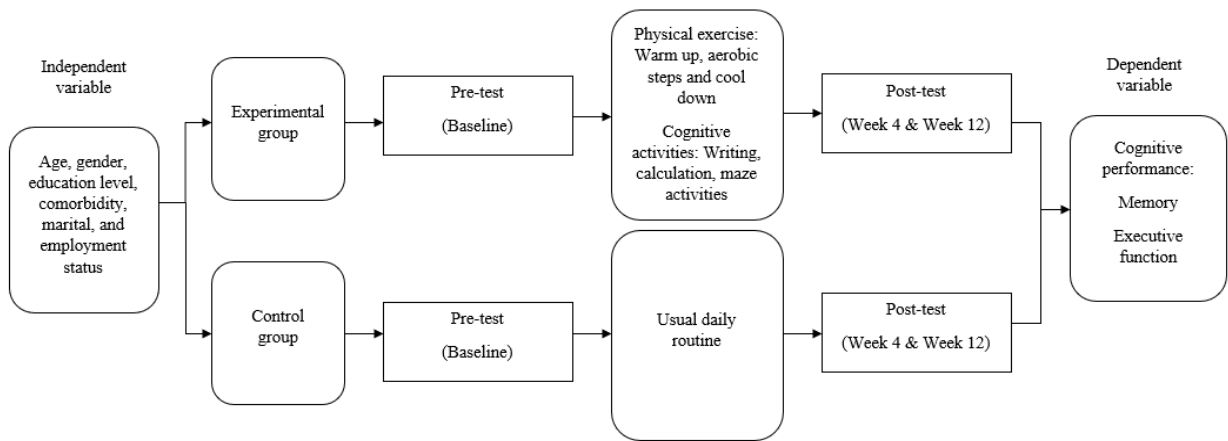 Independent
variable
Age, gender,
education level,
comorbidity,
marital, and
employment
status
Experimental
group
Pre-test
(Baseline)
Physical exercise:
Warm up, aerobic
steps and cool
down
Cognitive
activities: Writing,
calculation, maze
activities
Post-test
(Week 4 & Week 12)
Control
group
Pre-test
(Baseline)
Usual daily
routine
Post-test
(Week 4 & Week 12)
Dependent
variable
Cognitive
performance:
Memory
Executive
function